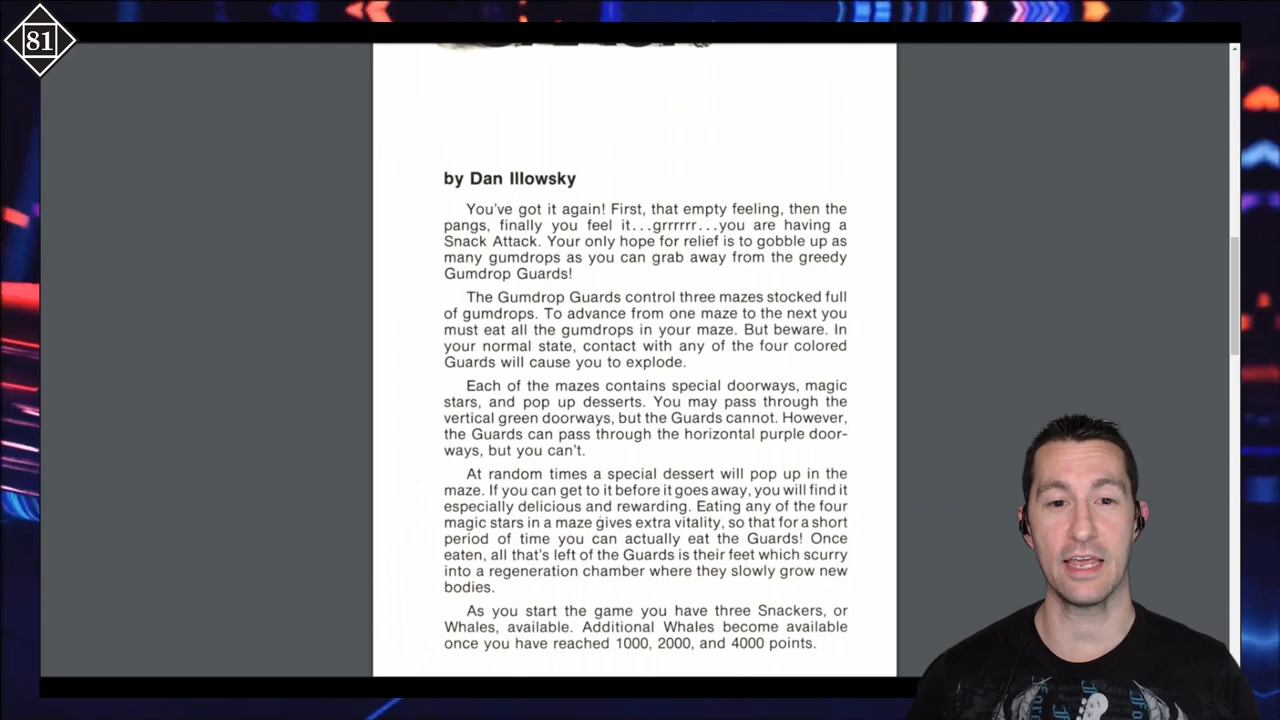 81
by Dan Illowsky
You've got it again! First, that empty feeling, then the
pangs, finally you feel it...grrrrrr...you are having a
Snack Attack. Your only hope for relief is to gobble up as
many gumdrops as you can grab away from the greedy
Gumdrop Guards!
The Gumdrop Guards control three mazes stocked full
of gumdrops. To advance from one maze to the next you
must eat all the gumdrops in your maze. But beware. In
your normal state, contact with any of the four colored
Guards will cause you to explode.
Each of the mazes contains special doorways, magic
stars, and pop up desserts. You may pass through the
vertical green doorways, but the Guards cannot. However,
the Guards can pass through the horizontal purple door-
ways, but you can't.
At random times a special dessert will pop up in the
maze. If you can get to it before it goes away, you will find it
especially delicious and rewarding. Eating any of the four
magic stars in a maze gives extra vitality, so that for a short
period of time you can actually eat the Guards! Once
eaten, all that's left of the Guards is their feet which scurry
into a regeneration chamber where they slowly grow new
bodies.
As you start the game you have three Snackers, or
Whales, available. Additional Whales become available
once you have reached 1000, 2000, and 4000 points.